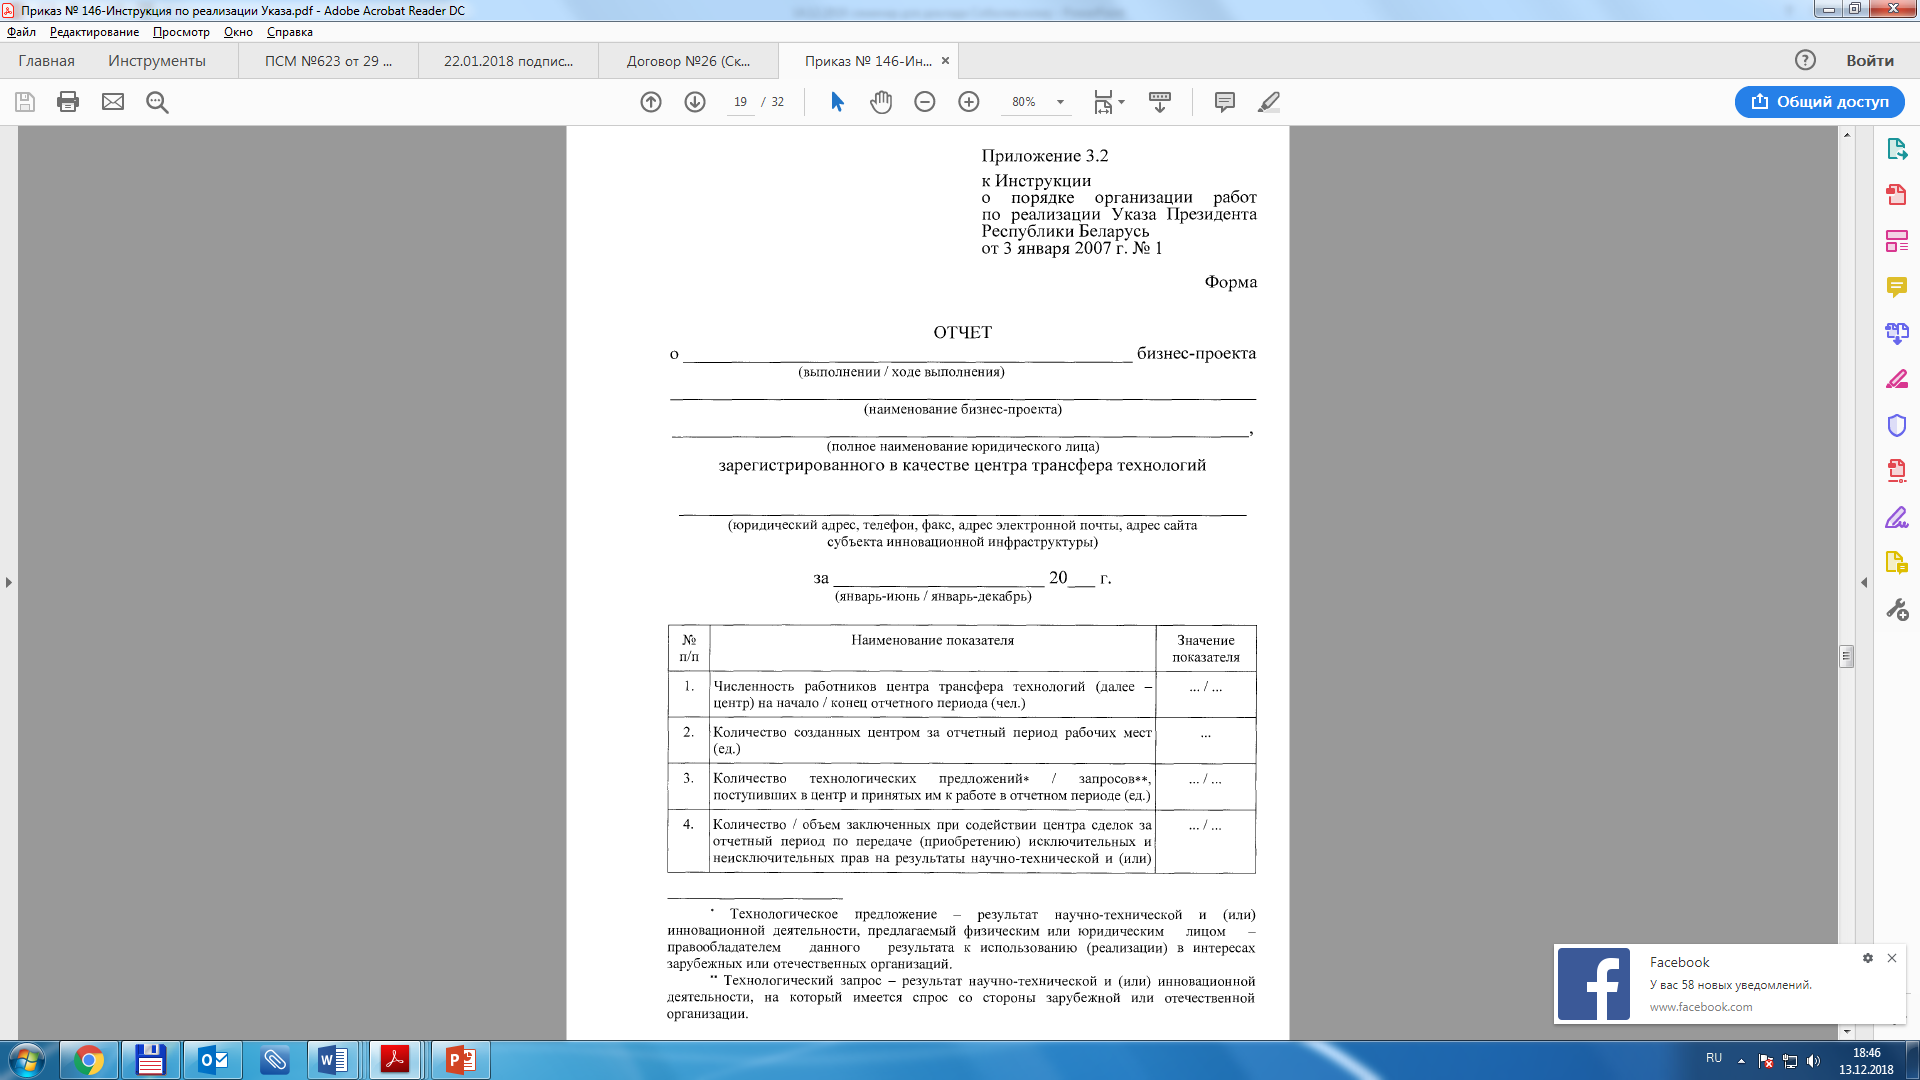 Приказ № 146-Инструкция по реализации Указа.pdf - Adobe Acrobat Reader DC
Файл Редактирование Просмотр Окно Справка
Главная Инструменты ПСМ №623 от 29 ... 22.01.2018 подпис... Договор №26 (Ск... Приказ № 146-Ин... × Войти
19 / 32 80% Общий доступ
Приложение 3.2
к Инструкции
о порядке организации работ
по реализации Указа Президента
Республики Беларусь
от 3 января 2007 г. № 1
Форма
ОТЧЕТ
о ______________________ бизнес-проекта
(выполнении / ходе выполнения)
(наименование бизнес-проекта)
______________________,
(полное наименование юридического лица)
зарегистрированного в качестве центра трансфера технологий
(юридический адрес, телефон, факс, адрес электронной почты, адрес сайта
субъекта инновационной инфраструктуры)
за ______________________ 20___ г.
(январь-июнь / январь-декабрь)
№ Наименование показателя Значение
п/п показателя
1. Численность работников центра трансфера технологий (далее – ... / ...
центр) на начало / конец отчетного периода (чел.)
2. Количество созданных центром за отчетный период рабочих мест ...
(ед.)
3. Количество технологических предложений* / запросов**, ... / ...
поступивших в центр и принятых им к работе в отчетном периоде (ед.)
4. Количество / объем заключенных при содействии центра сделок за ... / ...
отчетный период по передаче (приобретению) исключительных и
неисключительных прав на результаты научно-технической и (или)
* Технологическое предложение – результат научно-технической и (или)
инновационной деятельности, предлагаемый физическим или юридическим лицом –
правообладателем данного результата к использованию (реализации) в интересах
зарубежных или отечественных организаций.
** Технологический запрос – результат научно-технической и (или) инновационной
деятельности, на который имеется спрос со стороны зарубежной или отечественной
организации.
Facebook
У вас 58 новых уведомлений.
www.facebook.com
RU 18:46
13.12.2018